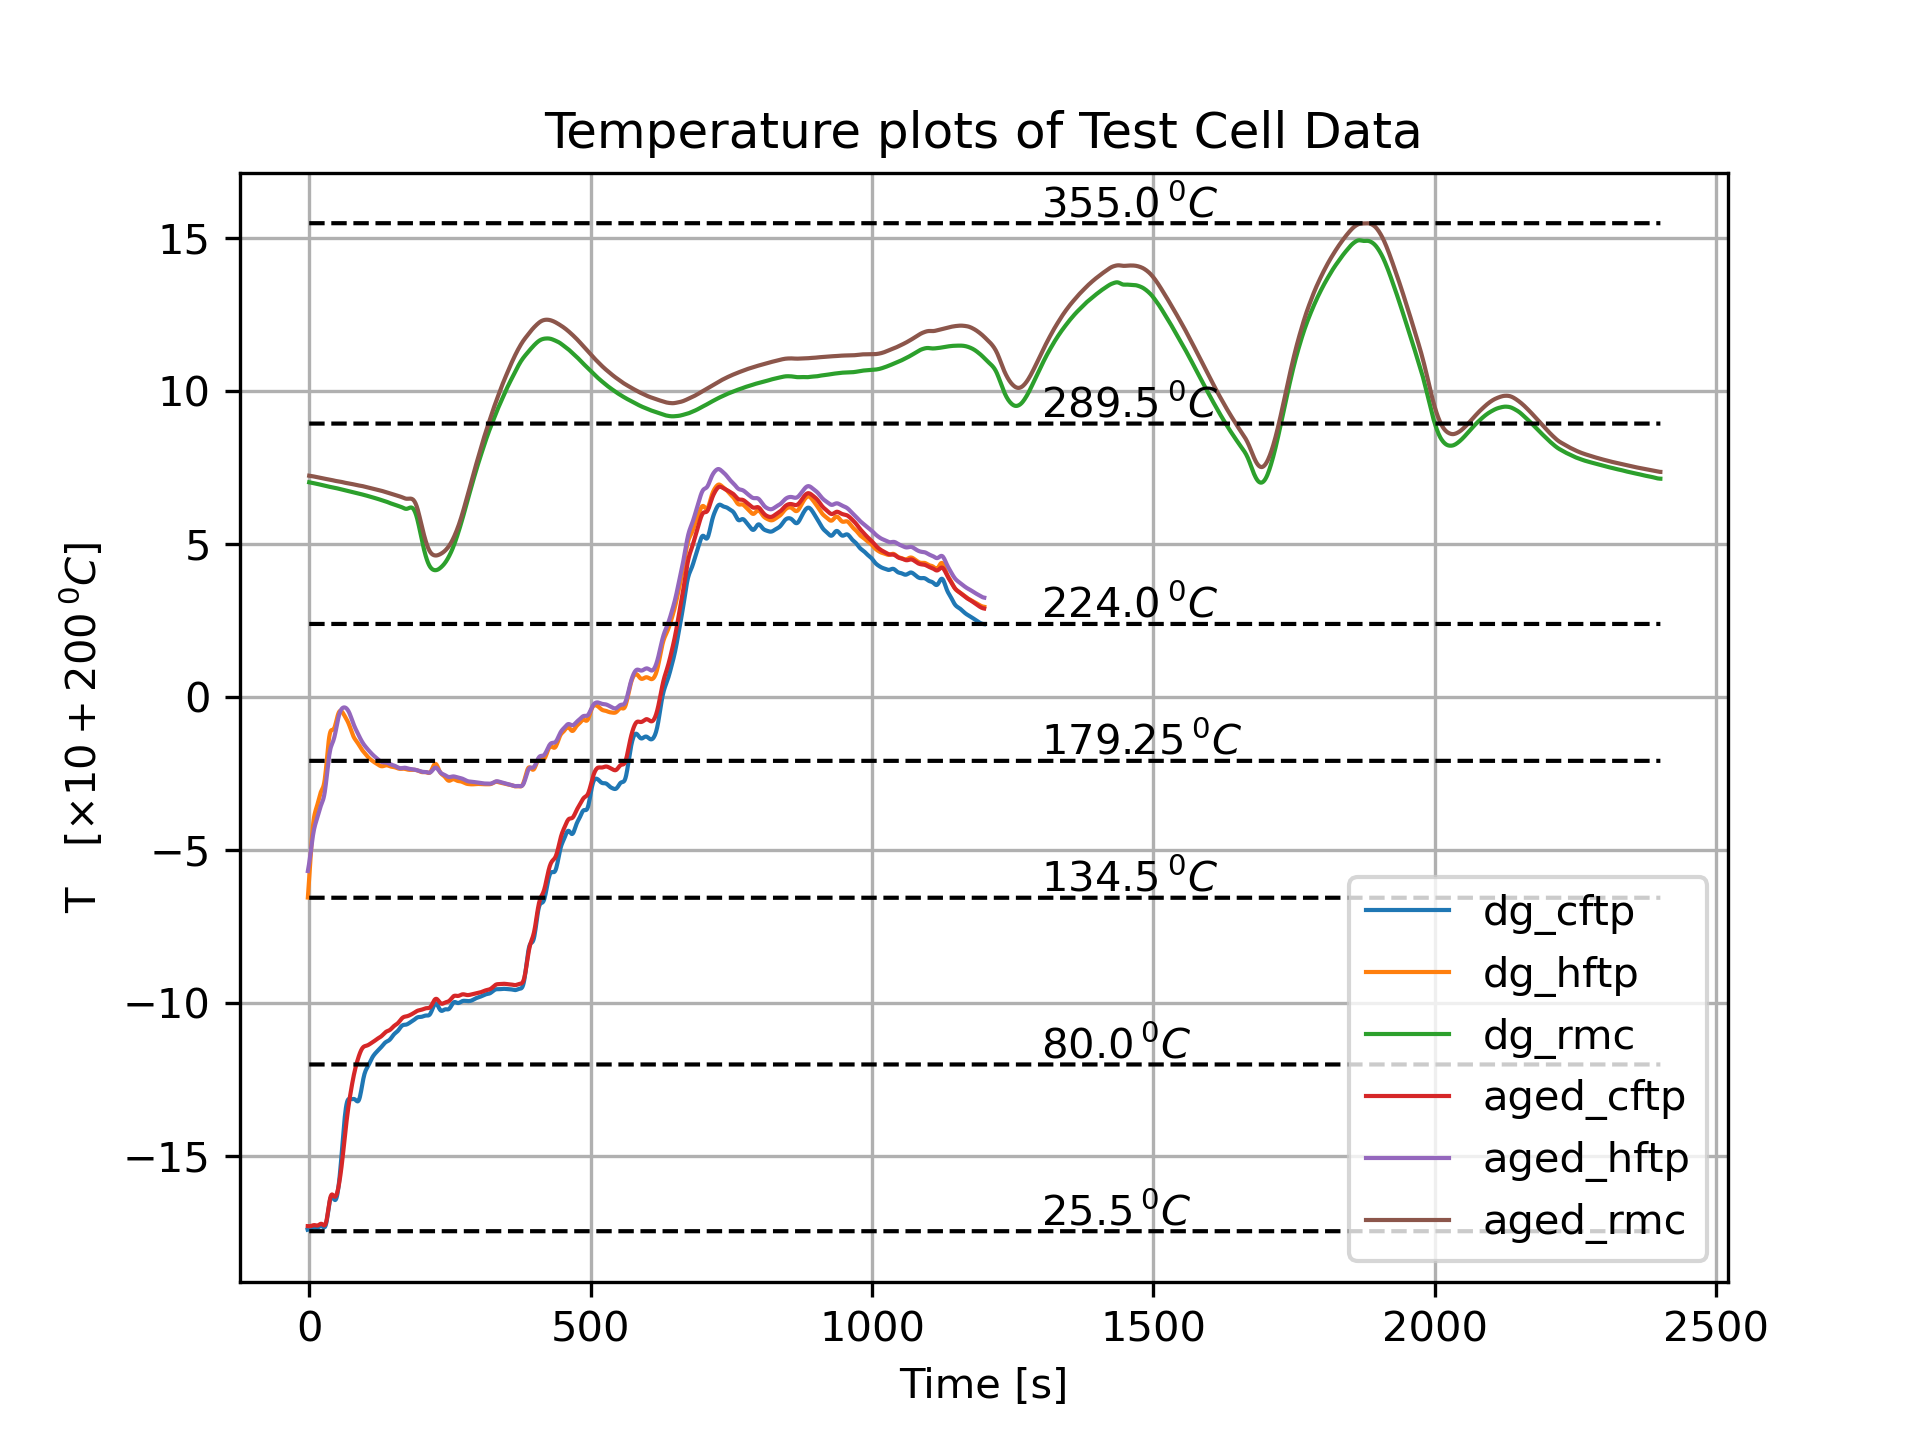 Temperature plots of Test Cell Data
T [×10 + 200 ⁰C]
15
10
5
0
−5
−10
−15
355.0 ⁰C
289.5 ⁰C
224.0 ⁰C
179.25 ⁰C
134.5 ⁰C
80.0 ⁰C
25.5 ⁰C
dg_cftp
dg_hftp
dg_rmc
aged_cftp
aged_hftp
aged_rmc
0 500 1000 1500 2000 2500
Time [s]